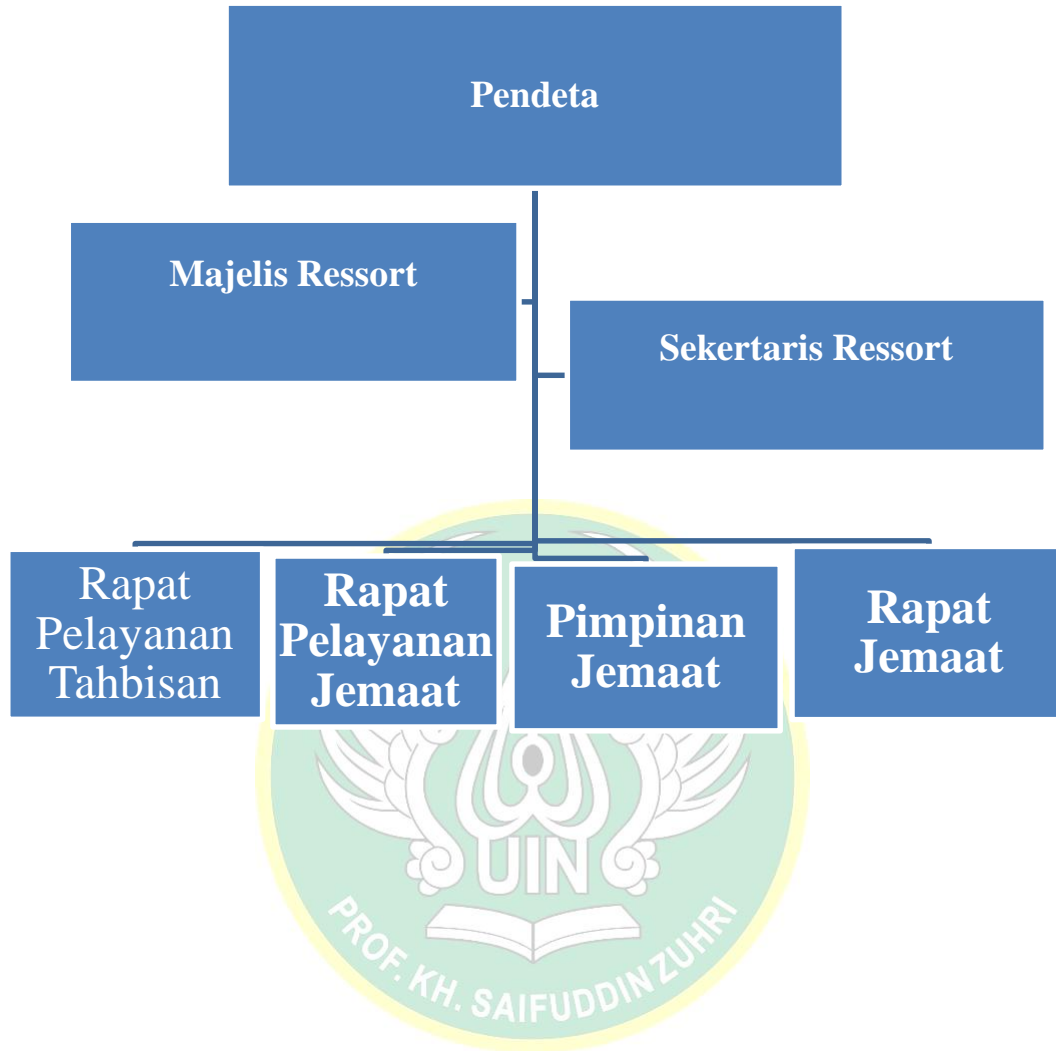 Pendeta
Majelis Ressort
Sekertaris Ressort
Rapat
Pelayanan
Tahbisan
Rapat
Pelayanan
Jemaat
Pimpinan
Jemaat
Rapat
Jemaat
UIN
PROF. KH. SAIFUDDIN ZUHRI